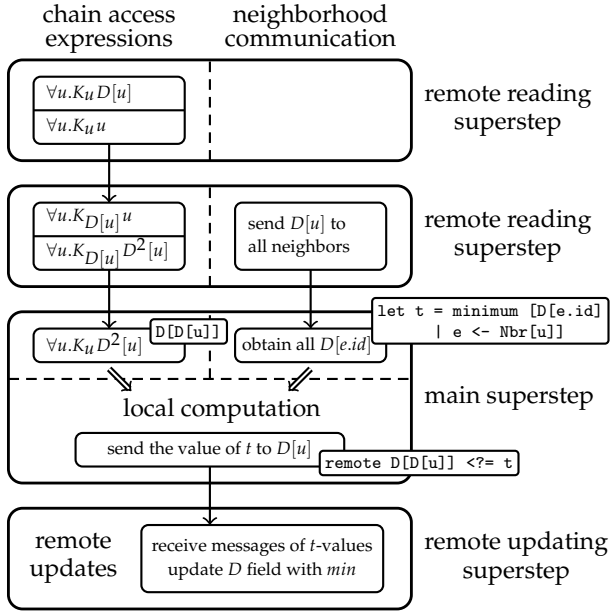 chain access
expressions
neighborhood
communication
∀u.K_u D[u]
∀u.K_u u
remote reading
superstep
∀u.K_{D[u]} u
∀u.K_{D[u]} D²[u]
send D[u] to
all neighbors
remote reading
superstep
∀u.K_u D²[u]
D[D[u]]
obtain all D[e.id]
let t = minimum [D[e.id]
| e <- Nbr[u]]
local computation
main superstep
send the value of t to D[u]
remote D[D[u]] <?= t
remote
updates
receive messages of t-values
update D field with min
remote updating
superstep